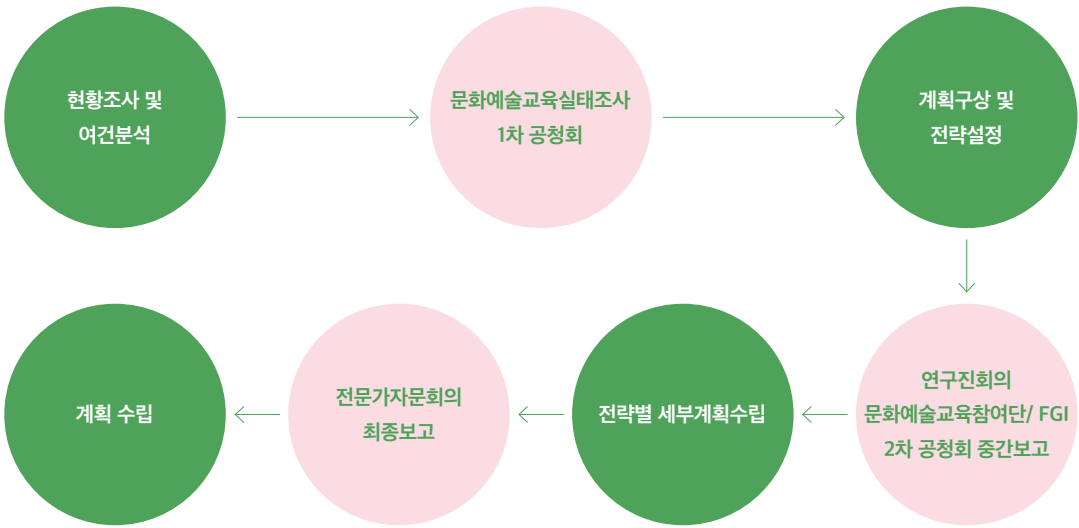 현황조사 및
여건분석
문화예술교육실태조사
1차 공청회
계획구상 및
전략설정
연구진회의
문화예술교육참여단/ FGI
2차 공청회 중간보고
전략별 세부계획수립
전문가자문회의
최종보고
계획 수립